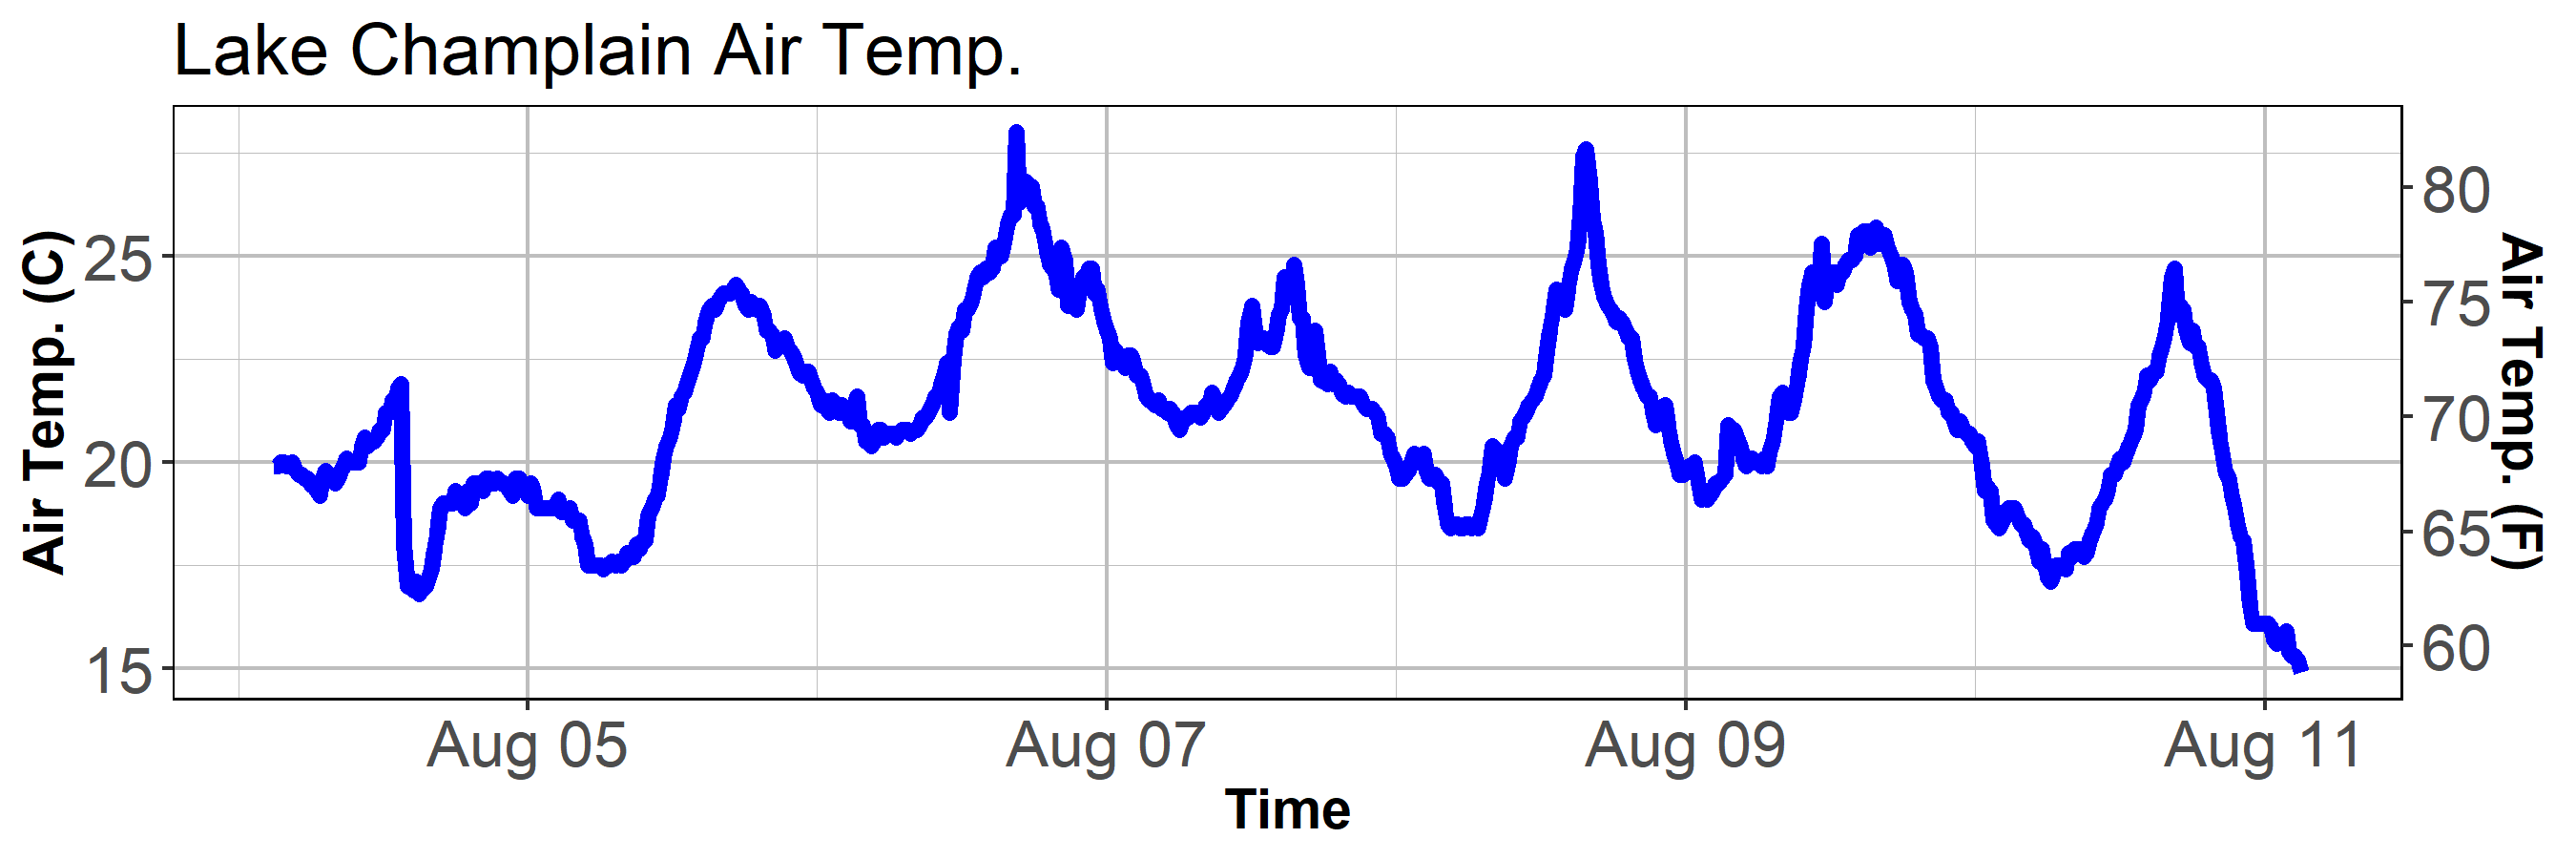 Lake Champlain Air Temp.
Air Temp. (C)
25
20
15
80
75
70
65
60
Air Temp. (F)
Aug 05
Aug 07
Aug 09
Aug 11
Time